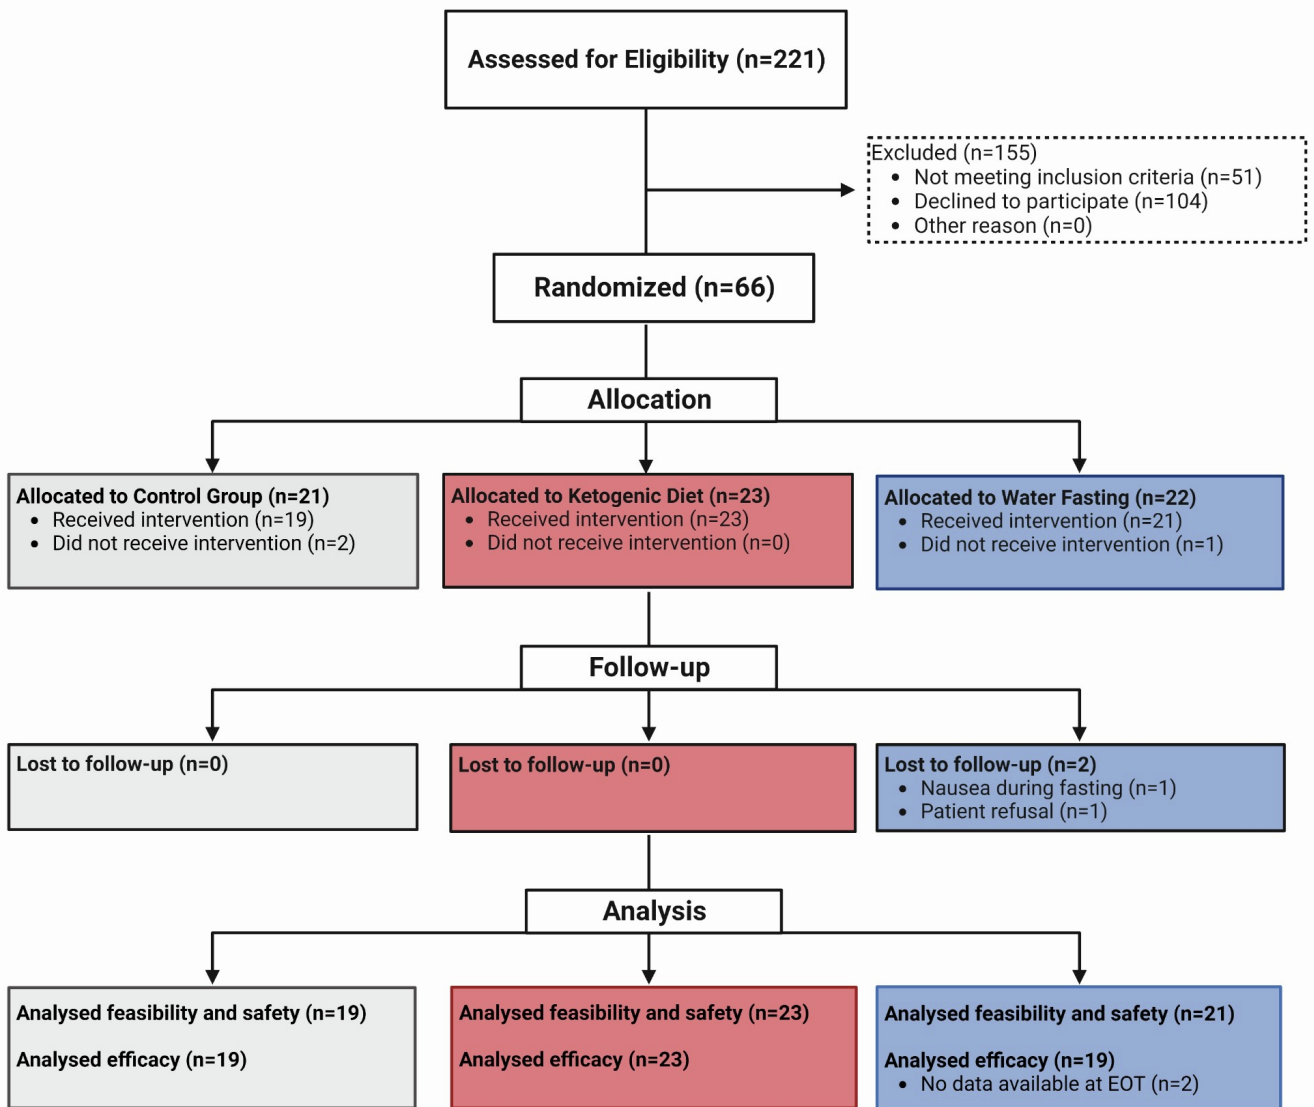 Assessed for Eligibility (n=221)
Excluded (n=155)
• Not meeting inclusion criteria (n=51)
• Declined to participate (n=104)
• Other reason (n=0)
Randomized (n=66)
Allocation
Allocated to Control Group (n=21)
• Received intervention (n=19)
• Did not receive intervention (n=2)
Allocated to Ketogenic Diet (n=23)
• Received intervention (n=23)
• Did not receive intervention (n=0)
Allocated to Water Fasting (n=22)
• Received intervention (n=21)
• Did not receive intervention (n=1)
Follow-up
Lost to follow-up (n=0)
Lost to follow-up (n=0)
Lost to follow-up (n=2)
• Nausea during fasting (n=1)
• Patient refusal (n=1)
Analysis
Analysed feasibility and safety (n=19)
Analysed efficacy (n=19)
Analysed feasibility and safety (n=23)
Analysed efficacy (n=23)
Analysed feasibility and safety (n=21)
Analysed efficacy (n=19)
• No data available at EOT (n=2)